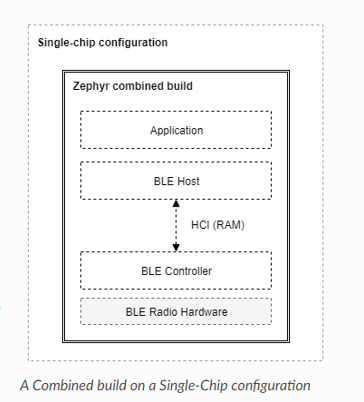 Single-chip configuration
Zephyr combined build
Application
BLE Host
HCI (RAM)
BLE Controller
BLE Radio Hardware
A Combined build on a Single-Chip configuration